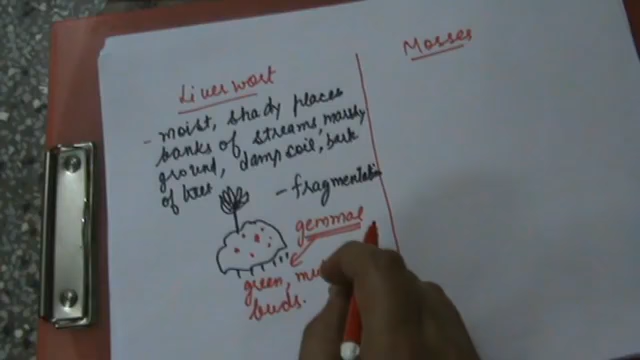 Liverwort
- moist, shady places
banks of streams, marshy
ground, damp soil, bark
of trees
- fragmentation
gemmae
green, mu
buds.
Mosses